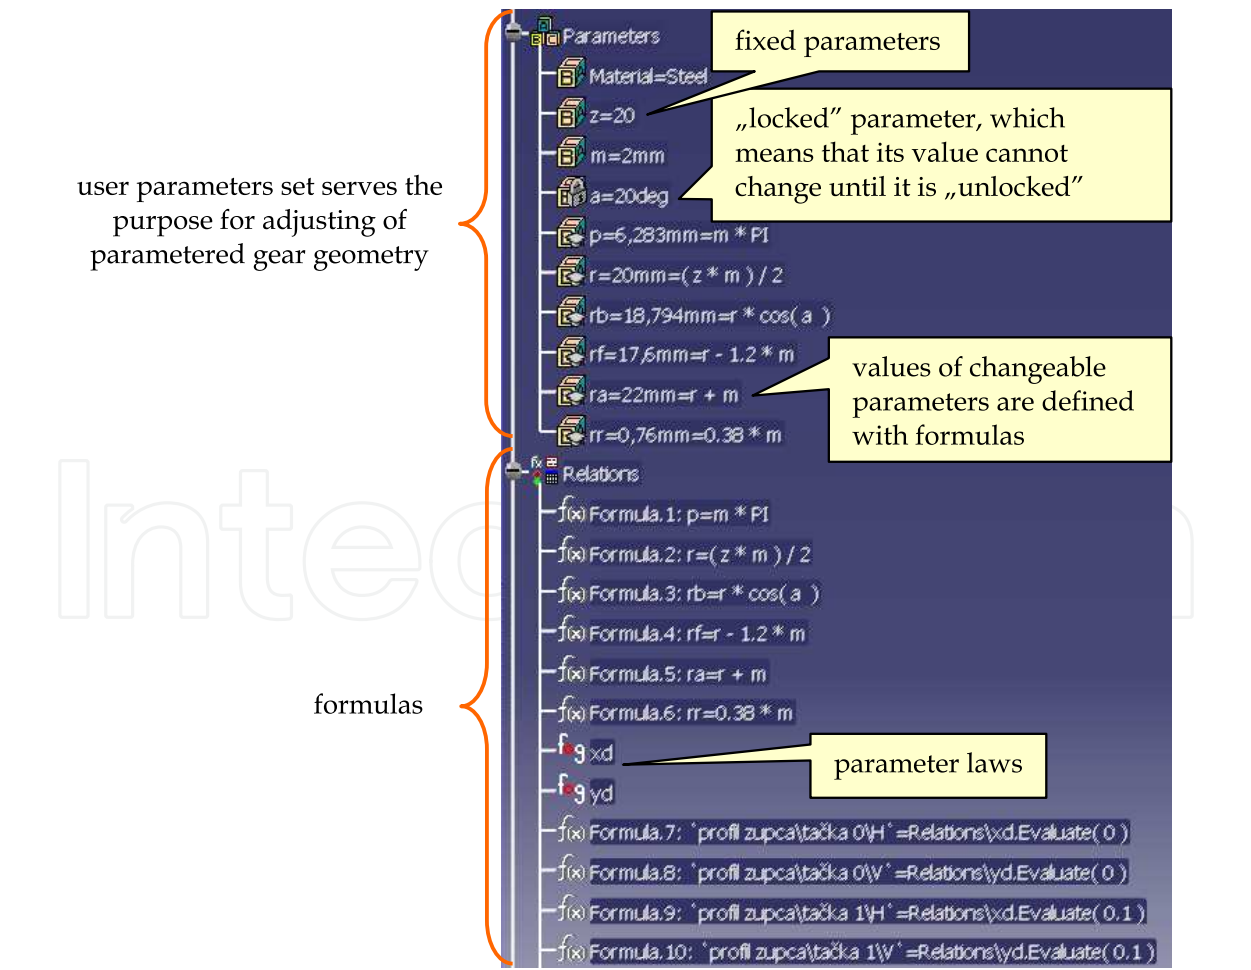 Parameters
fixed parameters
Material=Steel
z=20
„locked” parameter, which
means that its value cannot
change until it is „unlocked”
m=2mm
a=20deg
user parameters set serves the
purpose for adjusting of
parametered gear geometry
p=6,283mm=m * PI
r=20mm=( z * m ) / 2
rb=18,794mm=r * cos( a )
rf=17,6mm=r - 1.2 * m
ra=22mm=r + m
values of changeable
parameters are defined
with formulas
rr=0,76mm=0.38 * m
Relations
Formula.1: p=m * PI
Formula.2: r=( z * m ) / 2
Formula.3: rb=r * cos( a )
Formula.4: rf=r - 1.2 * m
Formula.5: ra=r + m
Formula.6: rr=0.38 * m
formulas
xd
parameter laws
yd
Formula.7: `profil zupca\tačka 0\H`=Relations\xd.Evaluate( 0 )
Formula.8: `profil zupca\tačka 0\V`=Relations\yd.Evaluate( 0 )
Formula.9: `profil zupca\tačka 1\H`=Relations\xd.Evaluate( 0.1 )
Formula.10: `profil zupca\tačka 1\V`=Relations\yd.Evaluate( 0.1 )